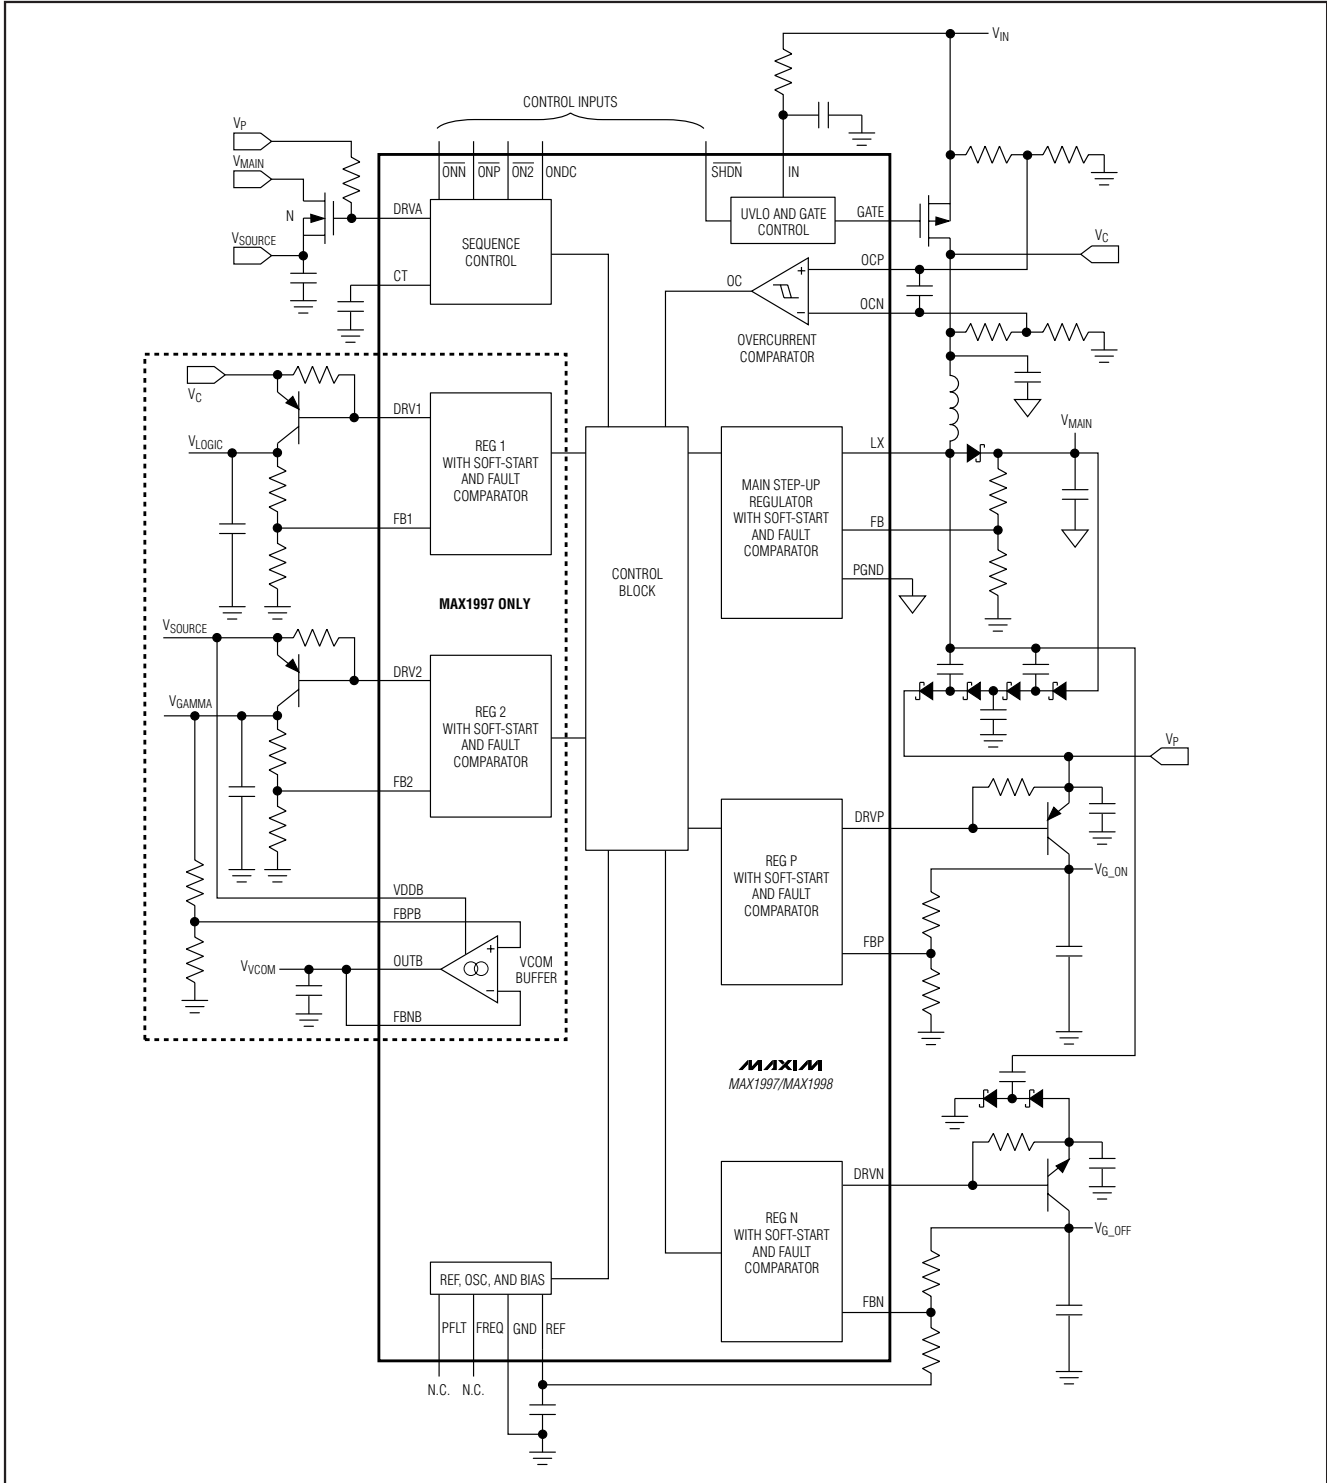 VIN
CONTROL INPUTS
VP
VMAIN
N
VSOURCE
ONN ONP ON2 ONDC
SHDN
IN
DRVA
SEQUENCE
CONTROL
CT
UVLO AND GATE
CONTROL
GATE
VC
OCP
OC
+
−
OCN
OVERCURRENT
COMPARATOR
VC
DRV1
VLOGIC
REG 1
WITH SOFT-START
AND FAULT
COMPARATOR
FB1
MAX1997 ONLY
CONTROL
BLOCK
MAIN STEP-UP
REGULATOR
WITH SOFT-START
AND FAULT
COMPARATOR
LX
VMAIN
FB
PGND
VSOURCE
DRV2
VGAMMA
REG 2
WITH SOFT-START
AND FAULT
COMPARATOR
FB2
VP
DRVP
REG P
WITH SOFT-START
AND FAULT
COMPARATOR
VG_ON
FBP
VDDB
FBPB
+
VVCOM
OUTB
−
VCOM
BUFFER
FBNB
MAXIM
MAX1997/MAX1998
DRVN
REG N
WITH SOFT-START
AND FAULT
COMPARATOR
VG_OFF
FBN
REF, OSC, AND BIAS
PFLT FREQ GND REF
N.C. N.C.